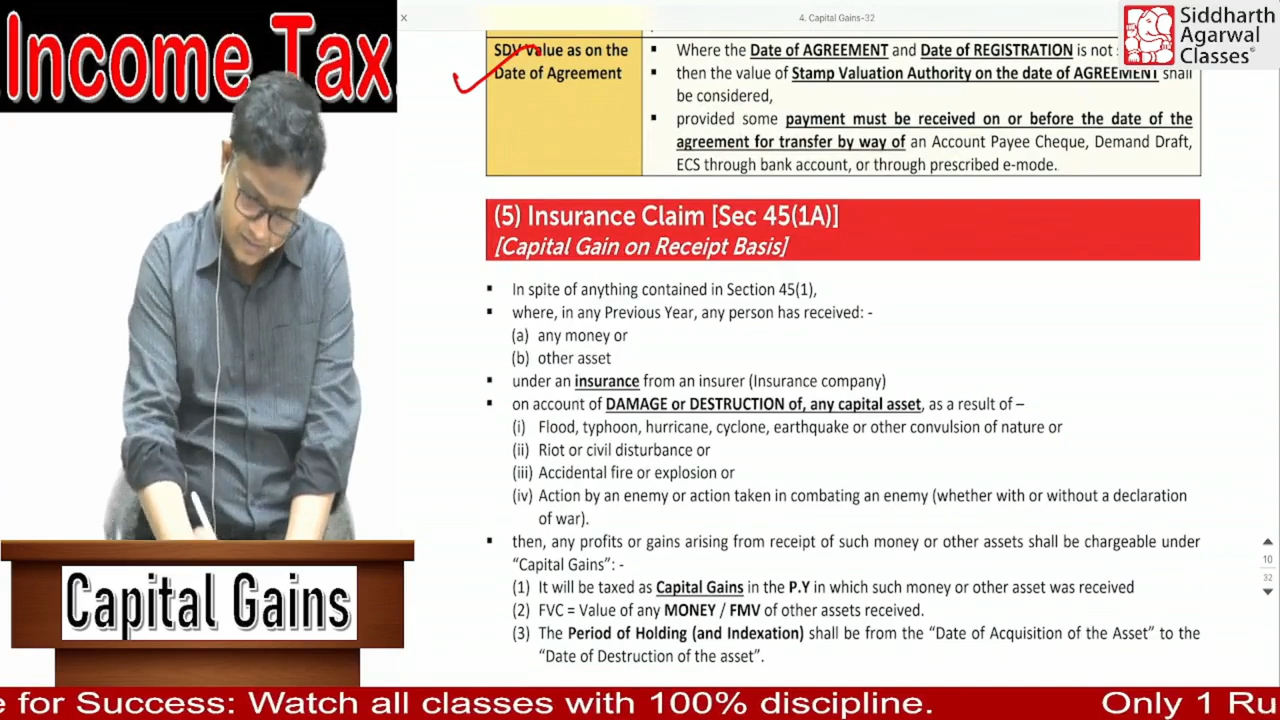 Income Tax
×
4. Capital Gains-32
Siddharth
Agarwal
Classes
SDV Value as on the
Date of Agreement
▪ Where the Date of AGREEMENT and Date of REGISTRATION is not
▪ then the value of Stamp Valuation Authority on the date of AGREEMENT shall
be considered,
▪ provided some payment must be received on or before the date of the
agreement for transfer by way of an Account Payee Cheque, Demand Draft,
ECS through bank account, or through prescribed e-mode.
(5) Insurance Claim [Sec 45(1A)]
[Capital Gain on Receipt Basis]
▪ In spite of anything contained in Section 45(1),
▪ where, in any Previous Year, any person has received: -
(a) any money or
(b) other asset
▪ under an insurance from an insurer (Insurance company)
▪ on account of DAMAGE or DESTRUCTION of, any capital asset, as a result of –
(i) Flood, typhoon, hurricane, cyclone, earthquake or other convulsion of nature or
(ii) Riot or civil disturbance or
(iii) Accidental fire or explosion or
(iv) Action by an enemy or action taken in combating an enemy (whether with or without a declaration
of war).
▪ then, any profits or gains arising from receipt of such money or other assets shall be chargeable under
“Capital Gains”: -
(1) It will be taxed as Capital Gains in the P.Y in which such money or other asset was received
(2) FVC = Value of any MONEY / FMV of other assets received.
(3) The Period of Holding (and Indexation) shall be from the “Date of Acquisition of the Asset” to the
“Date of Destruction of the asset”.
10
32
Capital Gains
e for Success: Watch all classes with 100% discipline. Only 1 Ru